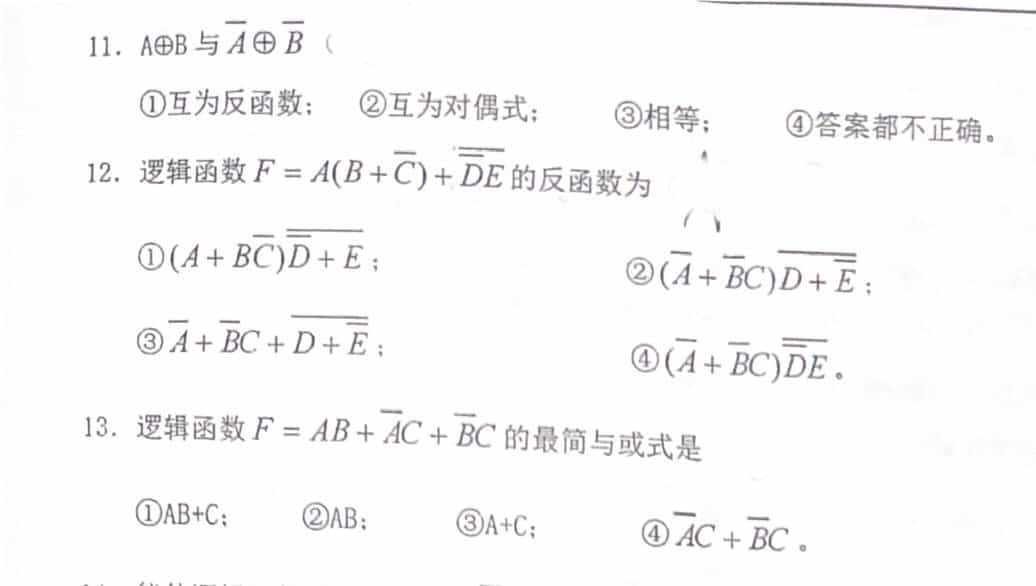 11. A⊕B 与 A̅ ⊕ B̅ (
①互为反函数; ②互为对偶式; ③相等; ④答案都不正确。
12. 逻辑函数 $F = A(B + \overline{C}) + \overline{\overline{D}E}$ 的反函数为
①$(A + B\overline{C})\overline{\overline{D} + E}$; ②$(\overline{A} + \overline{B}C)\overline{D + \overline{E}}$;
③$\overline{A} + \overline{B}C + \overline{D + \overline{E}}$; ④$(\overline{A} + \overline{B}C)\overline{\overline{D}E}$。
13. 逻辑函数 $F = AB + \overline{A}C + \overline{B}C$ 的最简与或式是
①AB+C; ②AB; ③A+C; ④$\overline{A}C + \overline{B}C$。